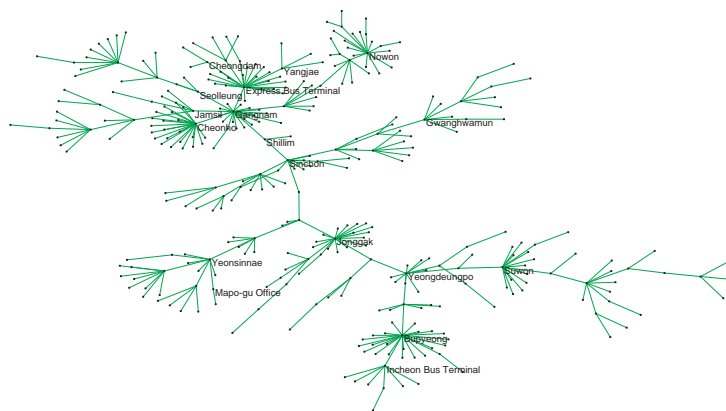 Cheongdam
Nowon
Yangjae
Seolleung
Express Bus Terminal
Jamsil
Gangnam
Cheonho
Gwanghwamun
Shillim
Sinchon
Jonggak
Yeonsinnae
Yeongdeungpo
Suwon
Mapo-gu Office
Bupyeong
Incheon Bus Terminal